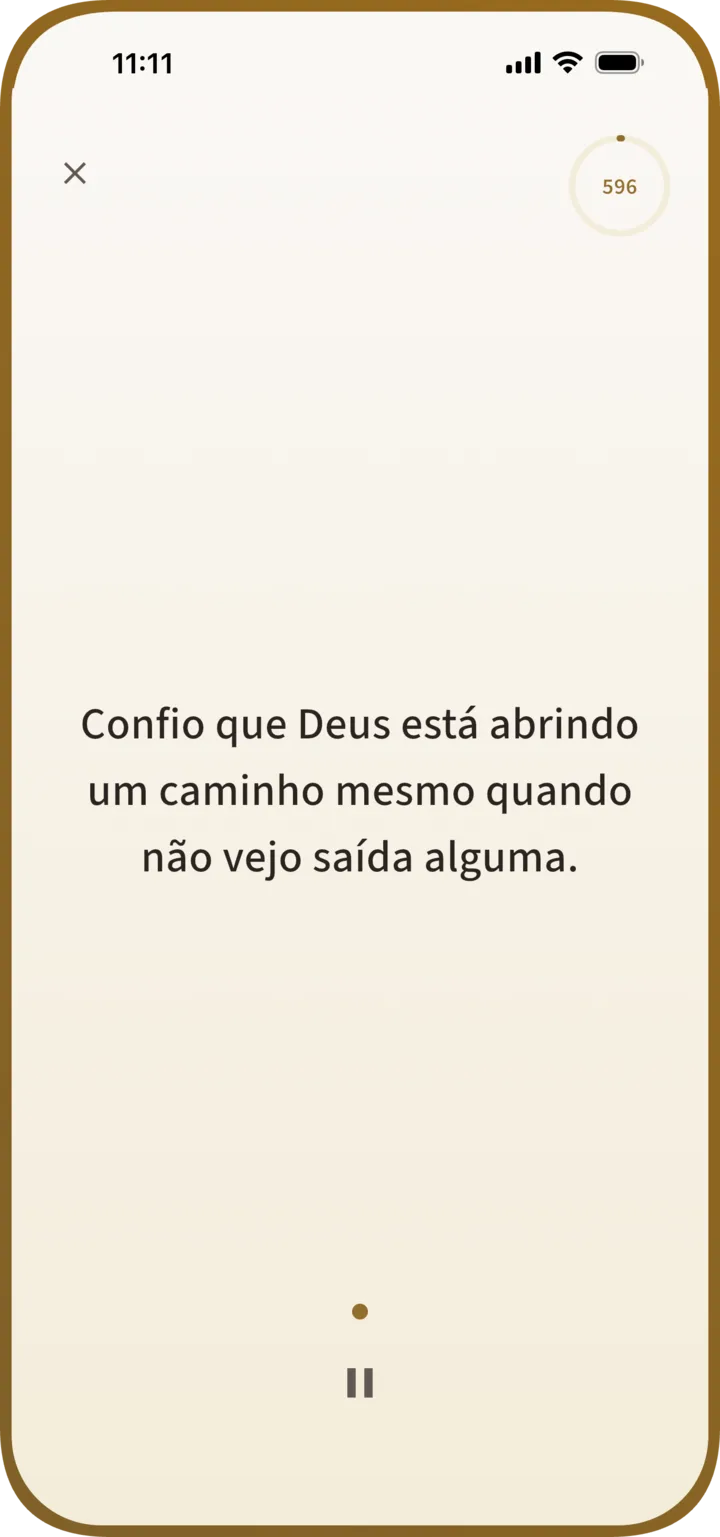 11:11
596
Confio que Deus está abrindo
um caminho mesmo quando
não vejo saída alguma.